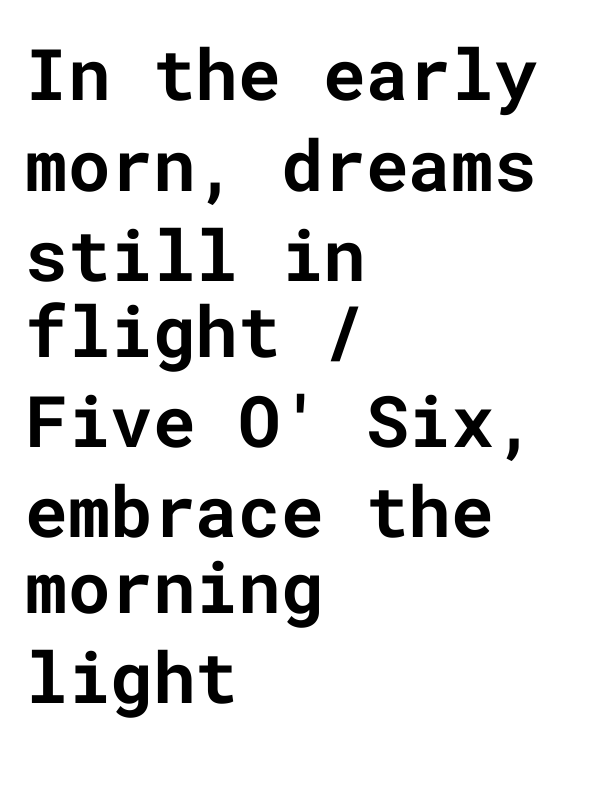 In the early
morn, dreams
still in
flight /
Five O' Six,
embrace the
morning
light